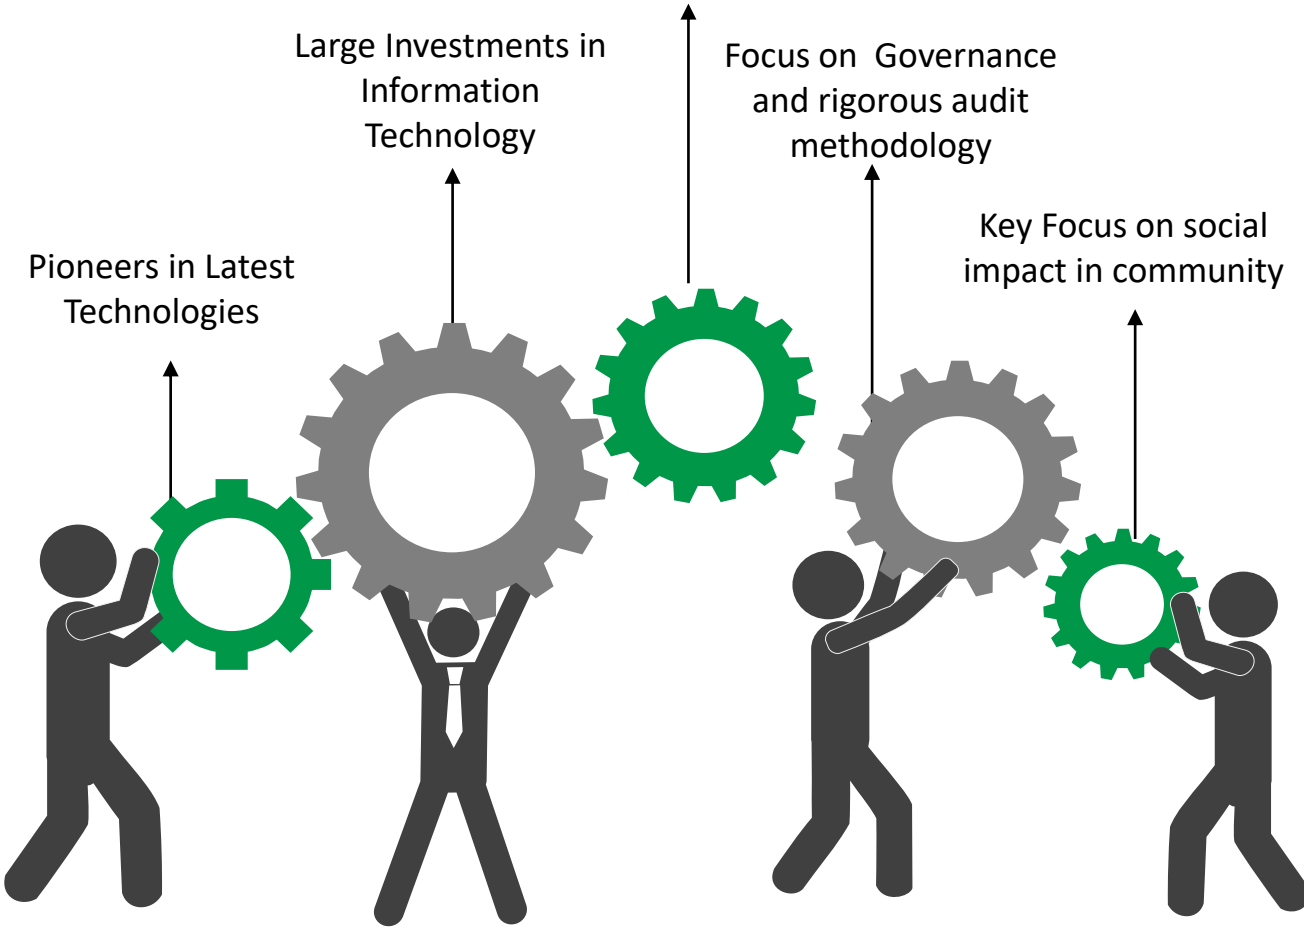 Large Investments in
Information
Technology
Focus on  Governance
and rigorous audit
methodology
Key Focus on social
impact in community
Pioneers in Latest
Technologies